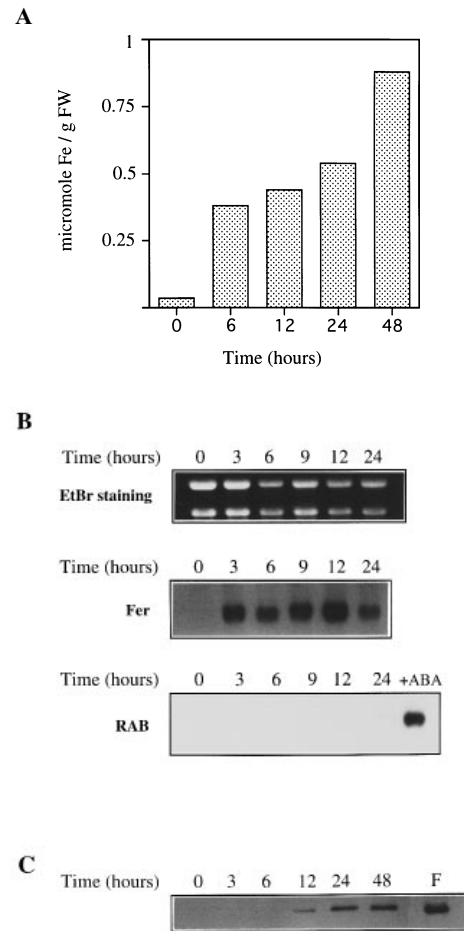 A
1
0.75
0.5
0.25
micromole Fe / g FW
0 6 12 24 48
Time (hours)
B
Time (hours) 0 3 6 9 12 24
EtBr staining
Time (hours) 0 3 6 9 12 24
Fer
Time (hours) 0 3 6 9 12 24 +ABA
RAB
C
Time (hours) 0 3 6 12 24 48 F